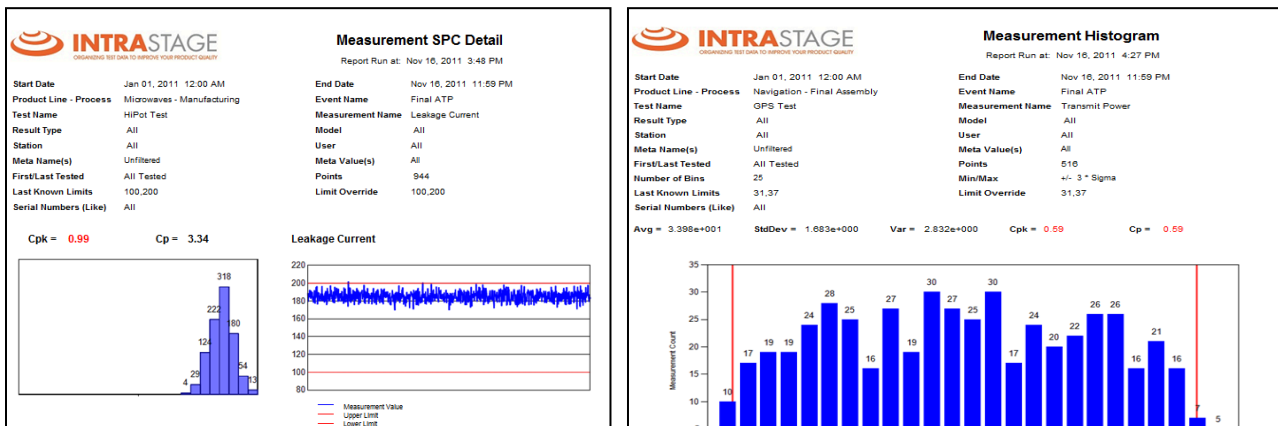 INTRASTAGE
ORGANIZING TEST DATA TO IMPROVE YOUR PRODUCT QUALITY
Measurement SPC Detail
Report Run at: Nov 16, 2011 3:48 PM
Start Date Jan 01, 2011 12:00 AM End Date Nov 16, 2011 11:59 PM
Product Line - Process Microwaves - Manufacturing Event Name Final ATP
Test Name HiPot Test Measurement Name Leakage Current
Result Type All Model All
Station All User All
Meta Name(s) Unfiltered Meta Value(s) All
First/Last Tested All Tested Points 944
Last Known Limits 100,200 Limit Override 100,200
Serial Numbers (Like) All
Cpk = 0.99 Cp = 3.34 Leakage Current
4 29 124 222 318 180 54 13
220
200
180
160
140
120
100
80
Measurement Value
Upper Limit
Lower Limit
INTRASTAGE
ORGANIZING TEST DATA TO IMPROVE YOUR PRODUCT QUALITY
Measurement Histogram
Report Run at: Nov 16, 2011 4:27 PM
Start Date Jan 01, 2011 12:00 AM End Date Nov 16, 2011 11:59 PM
Product Line - Process Navigation - Final Assembly Event Name Final ATP
Test Name GPS Test Measurement Name Transmit Power
Result Type All Model All
Station All User All
Meta Name(s) Unfiltered Meta Value(s) All
First/Last Tested All Tested Points 516
Number of Bins 25 Min/Max +/- 3 * Sigma
Last Known Limits 31,37 Limit Override 31,37
Serial Numbers (Like) All
Avg = 3.398e+001 StdDev = 1.683e+000 Var = 2.832e+000 Cpk = 0.59 Cp = 0.59
35
30
25
20
15
10
Measurement Count
10 17 19 19 24 28 25 16 27 19 30 27 25 30 17 24 20 22 26 26 16 21 16 7 5